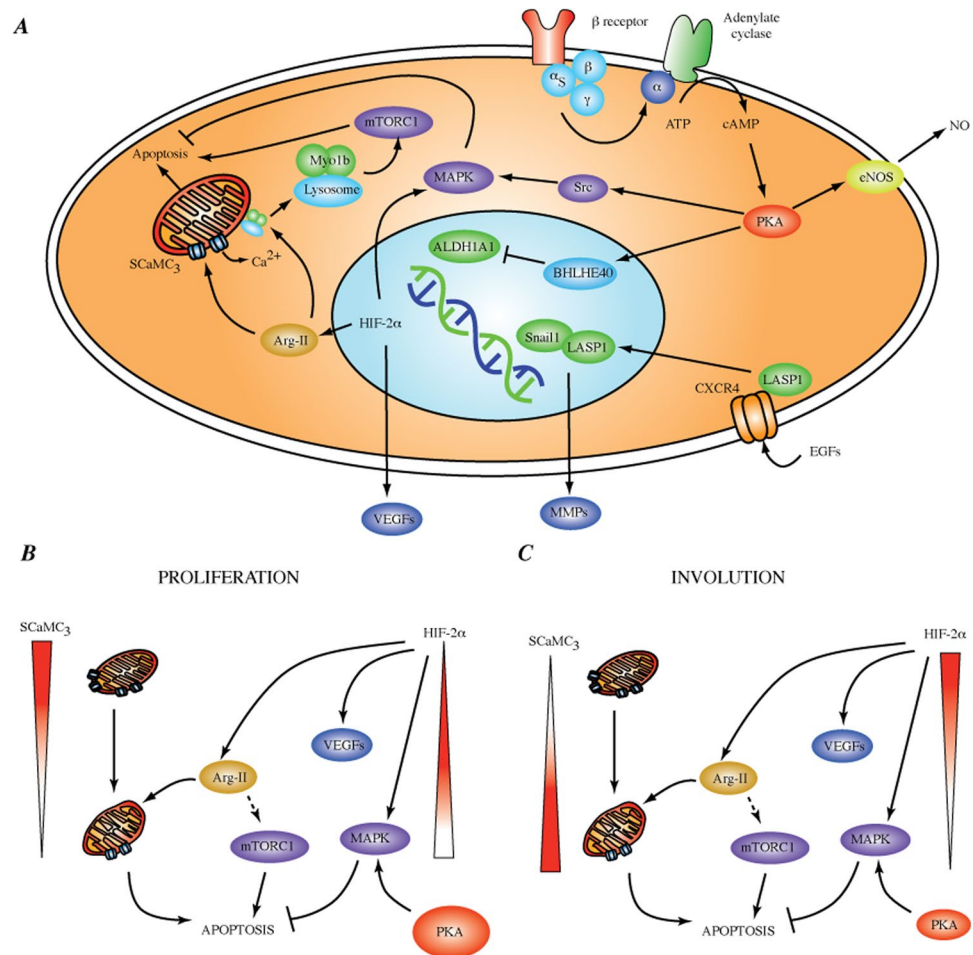 A
β receptor
Adenylate
cyclase
αS
β
γ
α
ATP
cAMP
NO
eNOS
mTORC1
Apoptosis
Myo1b
Lysosome
MAPK
Src
PKA
SCaMC3
Ca2+
ALDH1A1
BHLHE40
Arg-II
HIF-2α
Snail1
LASP1
CXCR4
LASP1
EGFs
VEGFs
MMPs
B
PROLIFERATION
SCaMC3
HIF-2α
VEGFs
Arg-II
mTORC1
MAPK
APOPTOSIS
PKA
C
INVOLUTION
SCaMC3
HIF-2α
VEGFs
Arg-II
mTORC1
MAPK
APOPTOSIS
PKA